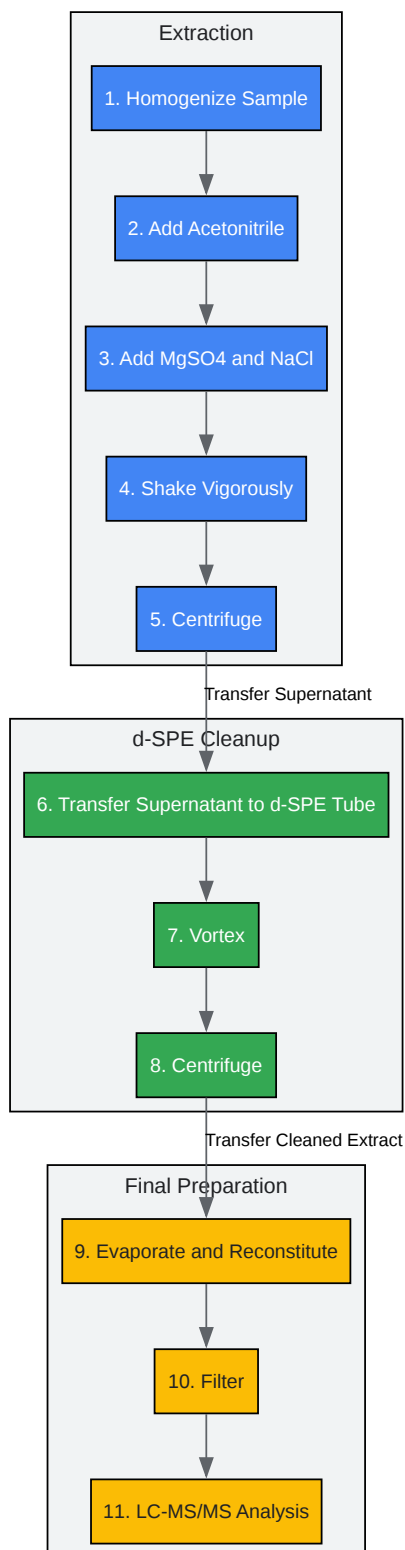 Extraction
1. Homogenize Sample
2. Add Acetonitrile
3. Add MgSO4 and NaCl
4. Shake Vigorously
5. Centrifuge
Transfer Supernatant
d-SPE Cleanup
6. Transfer Supernatant to d-SPE Tube
7. Vortex
8. Centrifuge
Transfer Cleaned Extract
Final Preparation
9. Evaporate and Reconstitute
10. Filter
11. LC-MS/MS Analysis